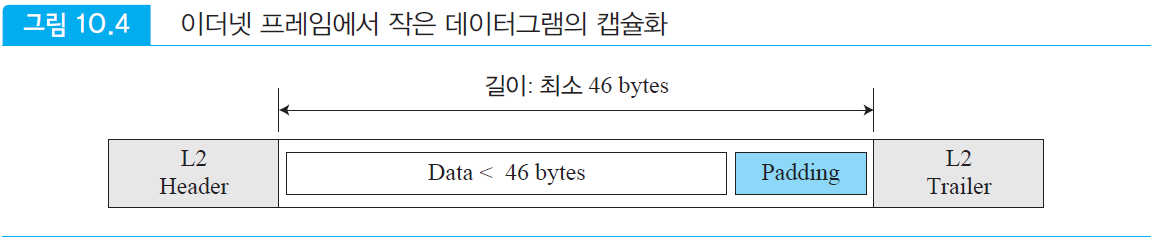 그림 10.4 이더넷 프레임에서 작은 데이터그램의 캡슐화
길이: 최소 46 bytes
L2
Header
Data < 46 bytes
Padding
L2
Trailer